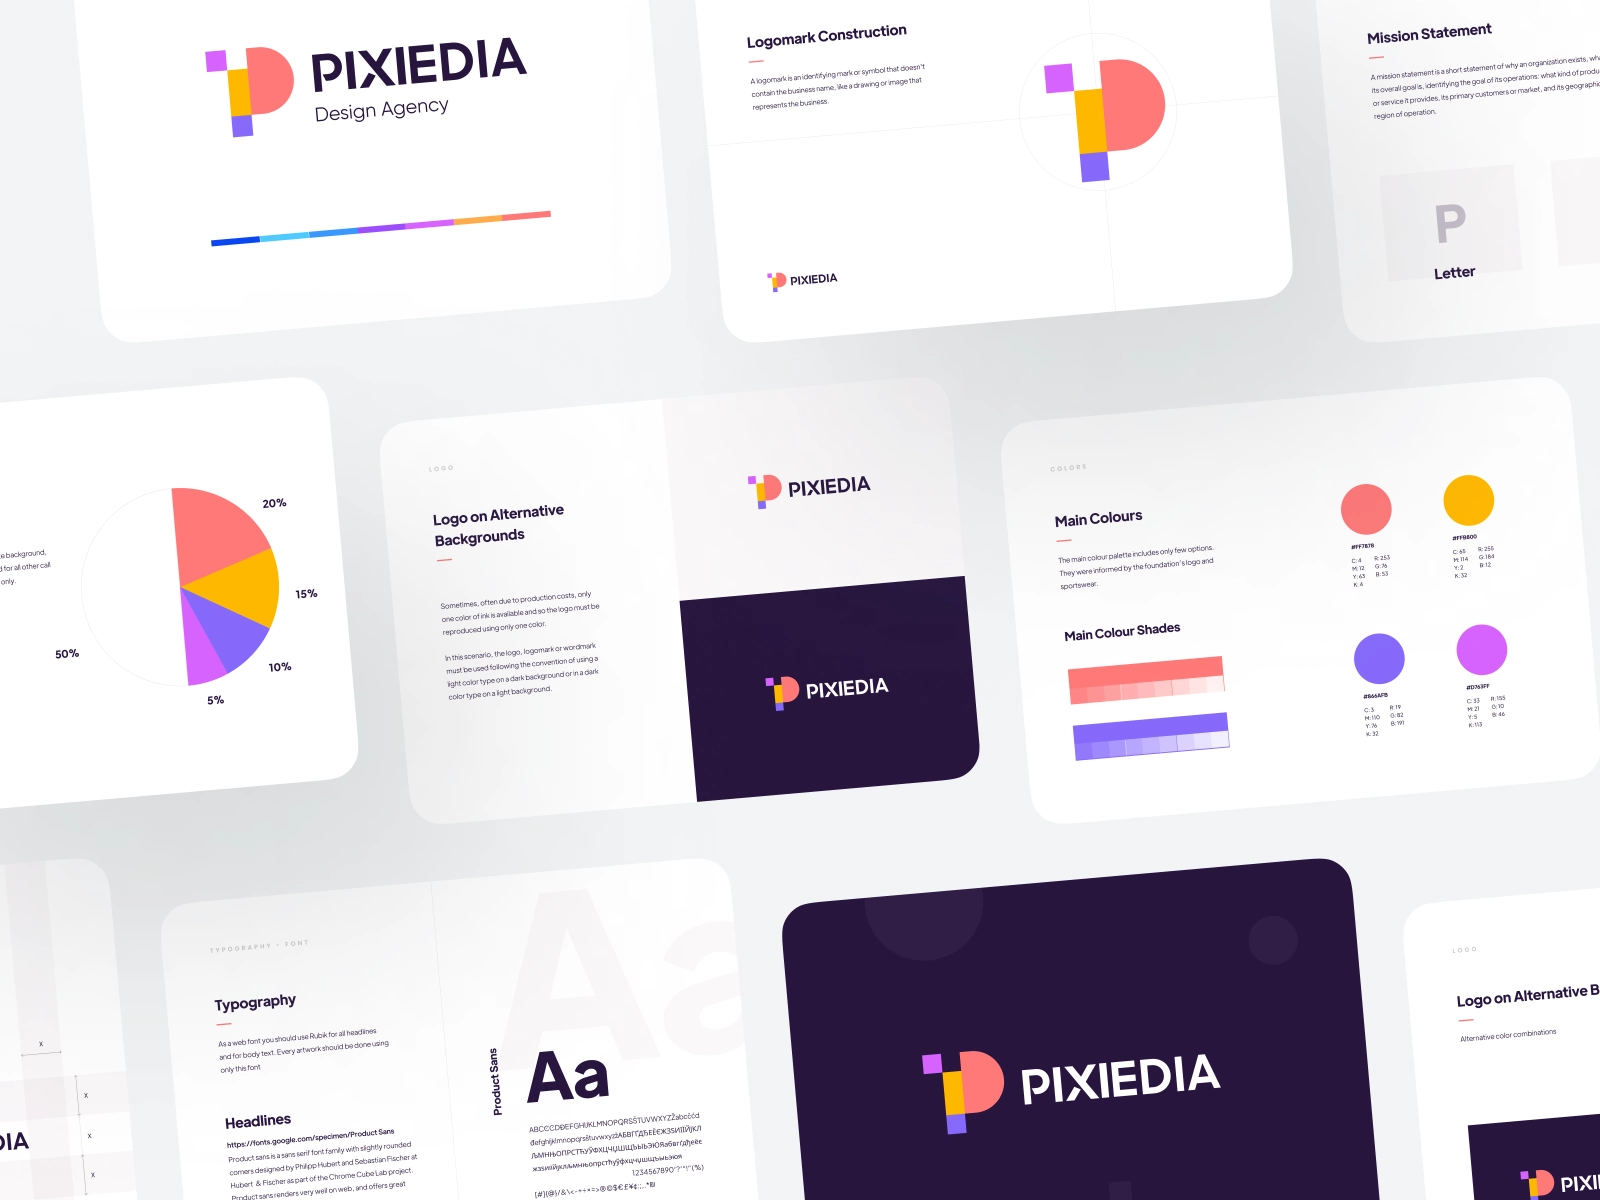 PIXIEDIA
Design Agency
Logomark Construction
A logomark is an identifying mark or symbol that doesn't
contain the business name, like a drawing or image that
represents the business.
PIXIEDIA
Mission Statement
A mission statement is a short statement of why an organization exists,
its overall goal is, identifying the goal of its operations: what kind of
or service it provides, its primary customers or market, and its
region of operation.
P
Letter
background,
d for all other call
only.
20%
15%
10%
5%
50%
LOGO
Logo on Alternative
Backgrounds
Sometimes, often due to production costs, only
one color of ink is available and so the logo must be
reproduced using only one color.
In this scenario, the logo, logomark or wordmark
must be used following the convention of using a
light color type on a dark background or in a dark
color type on a light background.
PIXIEDIA
PIXIEDIA
COLORS
Main Colours
The main colour palette includes only few options.
They were informed by the foundation's logo and
sportswear.
Main Colour Shades
#FF7B7B
C: 4 R: 253
M: 12 G: 76
Y: 63 B: 53
K: 4
#FFB800
C: 65 R: 255
M: 114 G: 184
Y: 2 B: 12
K: 32
#866AFB
C: 3 R: 19
M: 110 G: 82
Y: 76 B: 191
K: 32
#D763FF
C: 33 R: 155
M: 21 G: 10
Y: 5 B: 46
K: 113
X
X
X
X
DIA
TYPOGRAPHY - FONT
Typography
As a web font you should use Rubik for all headlines
and for body text. Every artwork should be done using
only this font
Headlines
https://fonts.google.com/specimen/Product Sans
Product sans is a sans serif font family with slightly rounded
corners designed by Philipp Hubert and Sebastian Fischer at
Hubert & Fischer as part of the Chrome Cube Lab project.
Product sans renders very well on web, and offers great
Aa
Product Sans
Aa
1234567890
PIXIEDIA
LOGO
Logo on Alternative B
Alternative color combinations
PIXI